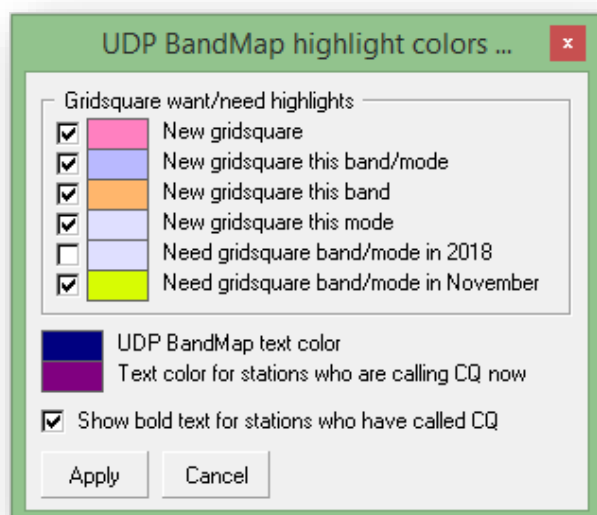 UDP BandMap highlight colors ...
x
Gridsquare want/need highlights
New gridsquare
New gridsquare this band/mode
New gridsquare this band
New gridsquare this mode
Need gridsquare band/mode in 2018
Need gridsquare band/mode in November
UDP BandMap text color
Text color for stations who are calling CQ now
Show bold text for stations who have called CQ
Apply Cancel